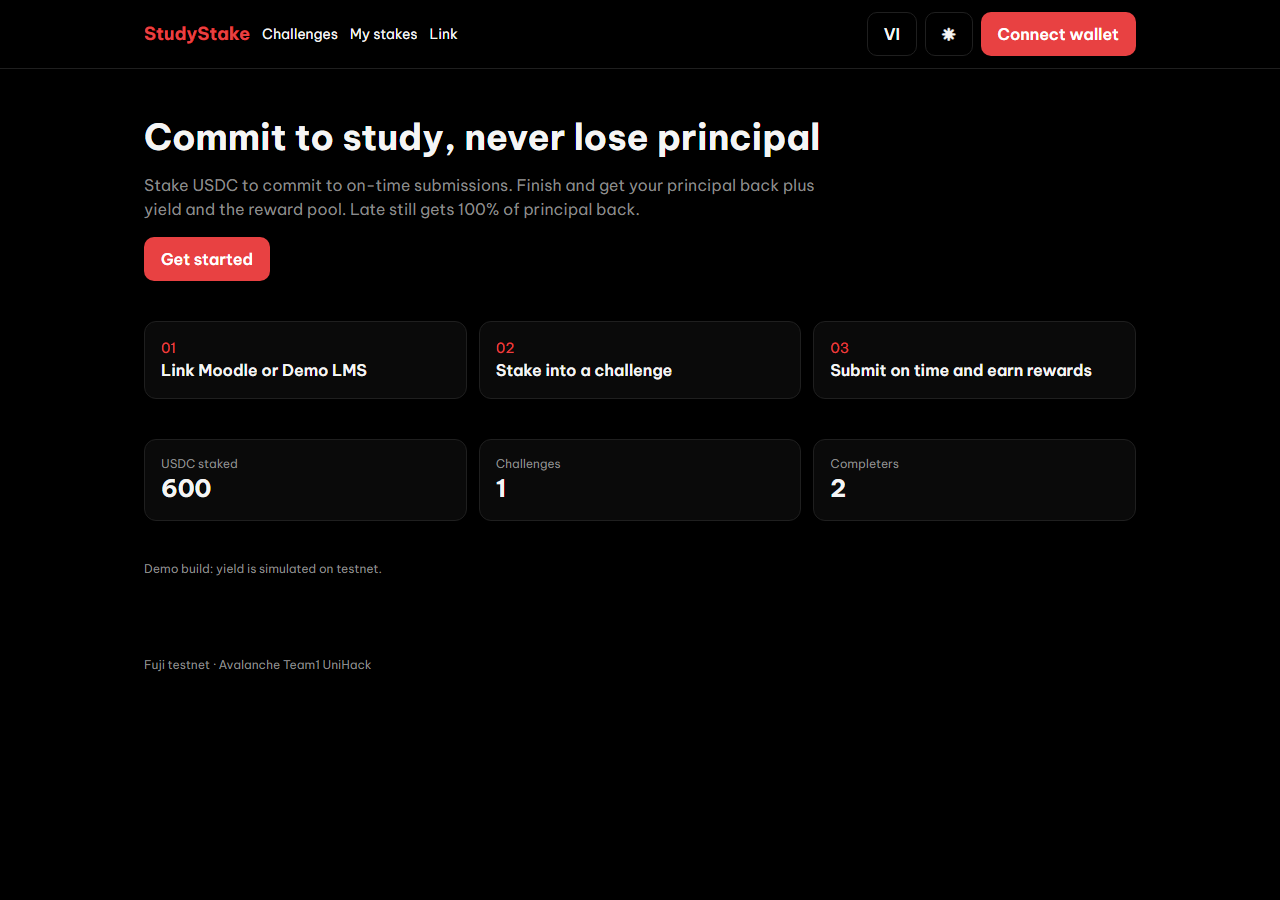 StudyStake Challenges My stakes Link VI Connect wallet
Commit to study, never lose principal
Stake USDC to commit to on-time submissions. Finish and get your principal back plus
yield and the reward pool. Late still gets 100% of principal back.
Get started
01
Link Moodle or Demo LMS
02
Stake into a challenge
03
Submit on time and earn rewards
USDC staked
600
Challenges
1
Completers
2
Demo build: yield is simulated on testnet.
Fuji testnet · Avalanche Team1 UniHack